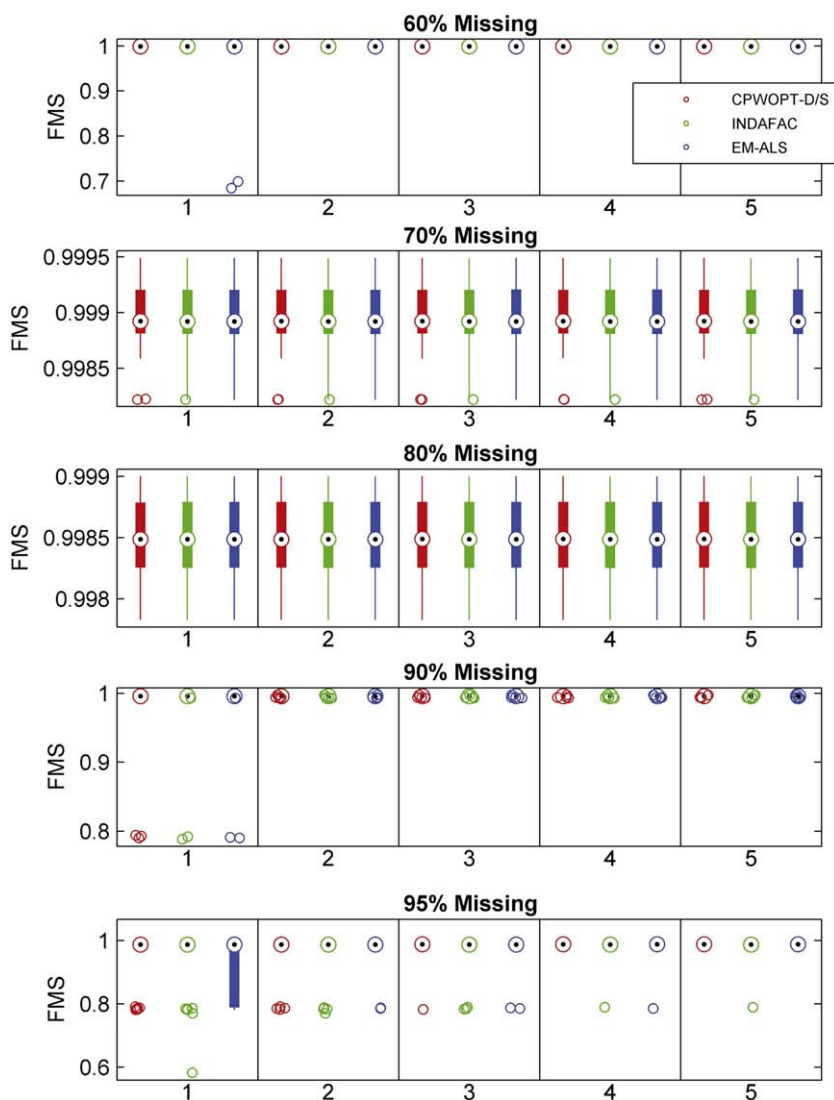 60% Missing
1
0.9
0.8
0.7
FMS
CPWOPT-D/S
INDAFAC
EM-ALS
1 2 3 4 5
70% Missing
0.9995
0.999
0.9985
FMS
1 2 3 4 5
80% Missing
0.999
0.9985
0.998
FMS
1 2 3 4 5
90% Missing
1
0.9
0.8
FMS
1 2 3 4 5
95% Missing
1
0.8
0.6
FMS
1 2 3 4 5